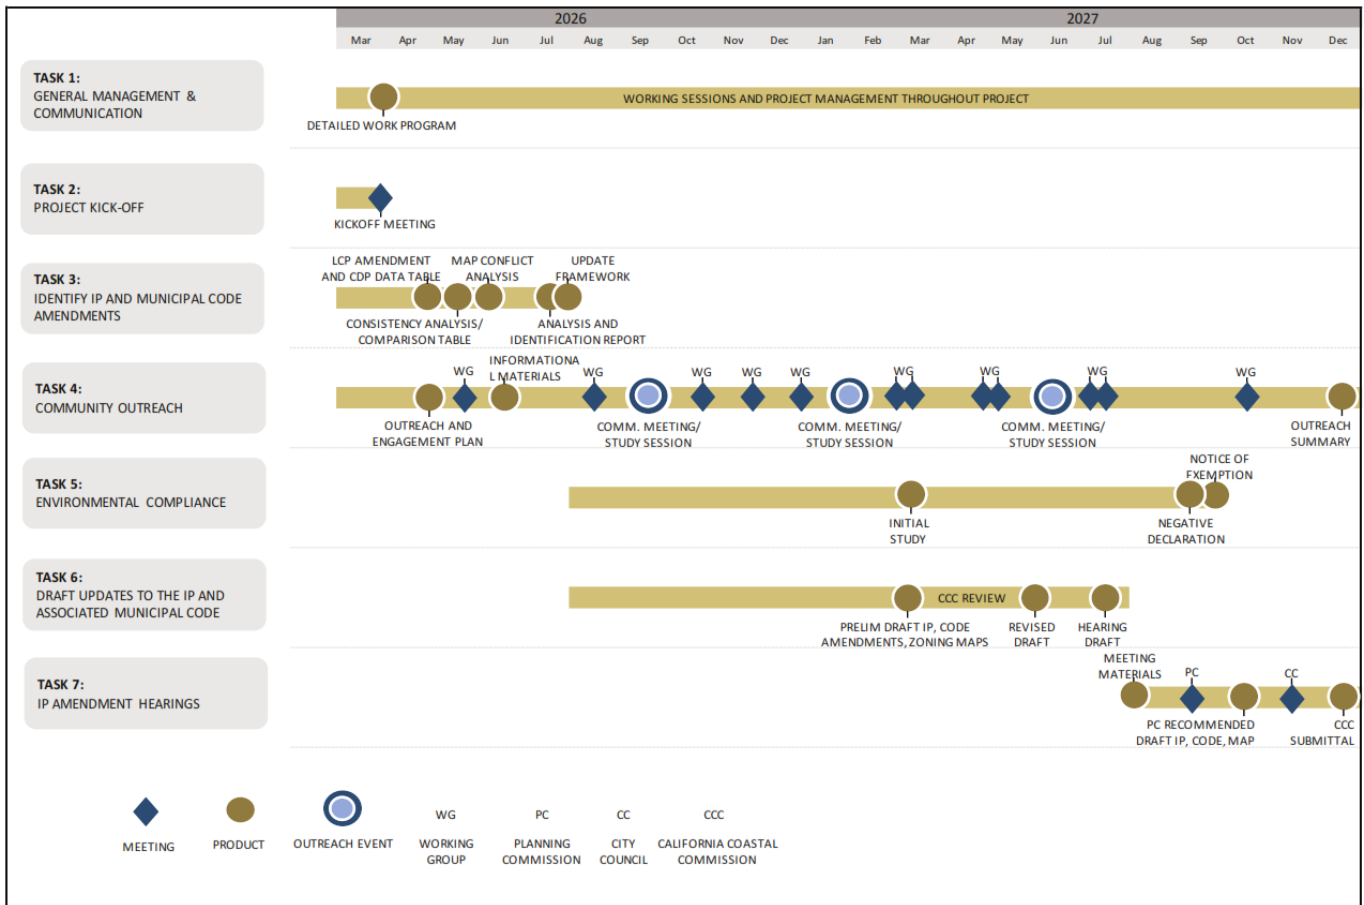 2026
2027
Mar Apr May Jun Jul Aug Sep Oct Nov Dec Jan Feb Mar Apr May Jun Jul Aug Sep Oct Nov Dec
TASK 1:
GENERAL MANAGEMENT &
COMMUNICATION
WORKING SESSIONS AND PROJECT MANAGEMENT THROUGHOUT PROJECT
DETAILED WORK PROGRAM
TASK 2:
PROJECT KICK-OFF
KICKOFF MEETING
TASK 3:
IDENTIFY IP AND MUNICIPAL CODE
AMENDMENTS
LCP AMENDMENT
AND CDP DATA TABLE
MAP CONFLICT
ANALYSIS
UPDATE
FRAMEWORK
CONSISTENCY ANALYSIS/
COMPARISON TABLE
ANALYSIS AND
IDENTIFICATION REPORT
TASK 4:
COMMUNITY OUTREACH
WG
INFORMATIONA
L MATERIALS
WG
WG
WG
WG
WG
WG
WG
WG
OUTREACH AND
ENGAGEMENT PLAN
COMM. MEETING/
STUDY SESSION
COMM. MEETING/
STUDY SESSION
COMM. MEETING/
STUDY SESSION
OUTREACH
SUMMARY
TASK 5:
ENVIRONMENTAL COMPLIANCE
NOTICE OF
EXEMPTION
INITIAL
STUDY
NEGATIVE
DECLARATION
TASK 6:
DRAFT UPDATES TO THE IP AND
ASSOCIATED MUNICIPAL CODE
CCC REVIEW
PRELIM DRAFT IP, CODE
AMENDMENTS, ZONING MAPS
REVISED
DRAFT
HEARING
DRAFT
TASK 7:
IP AMENDMENT HEARINGS
MEETING
MATERIALS
PC
CC
PC RECOMMENDED
DRAFT IP, CODE, MAP
CCC
SUBMITTAL
MEETING
PRODUCT
OUTREACH EVENT
WG
WORKING
GROUP
PC
PLANNING
COMMISSION
CC
CITY
COUNCIL
CCC
CALIFORNIA COASTAL
COMMISSION